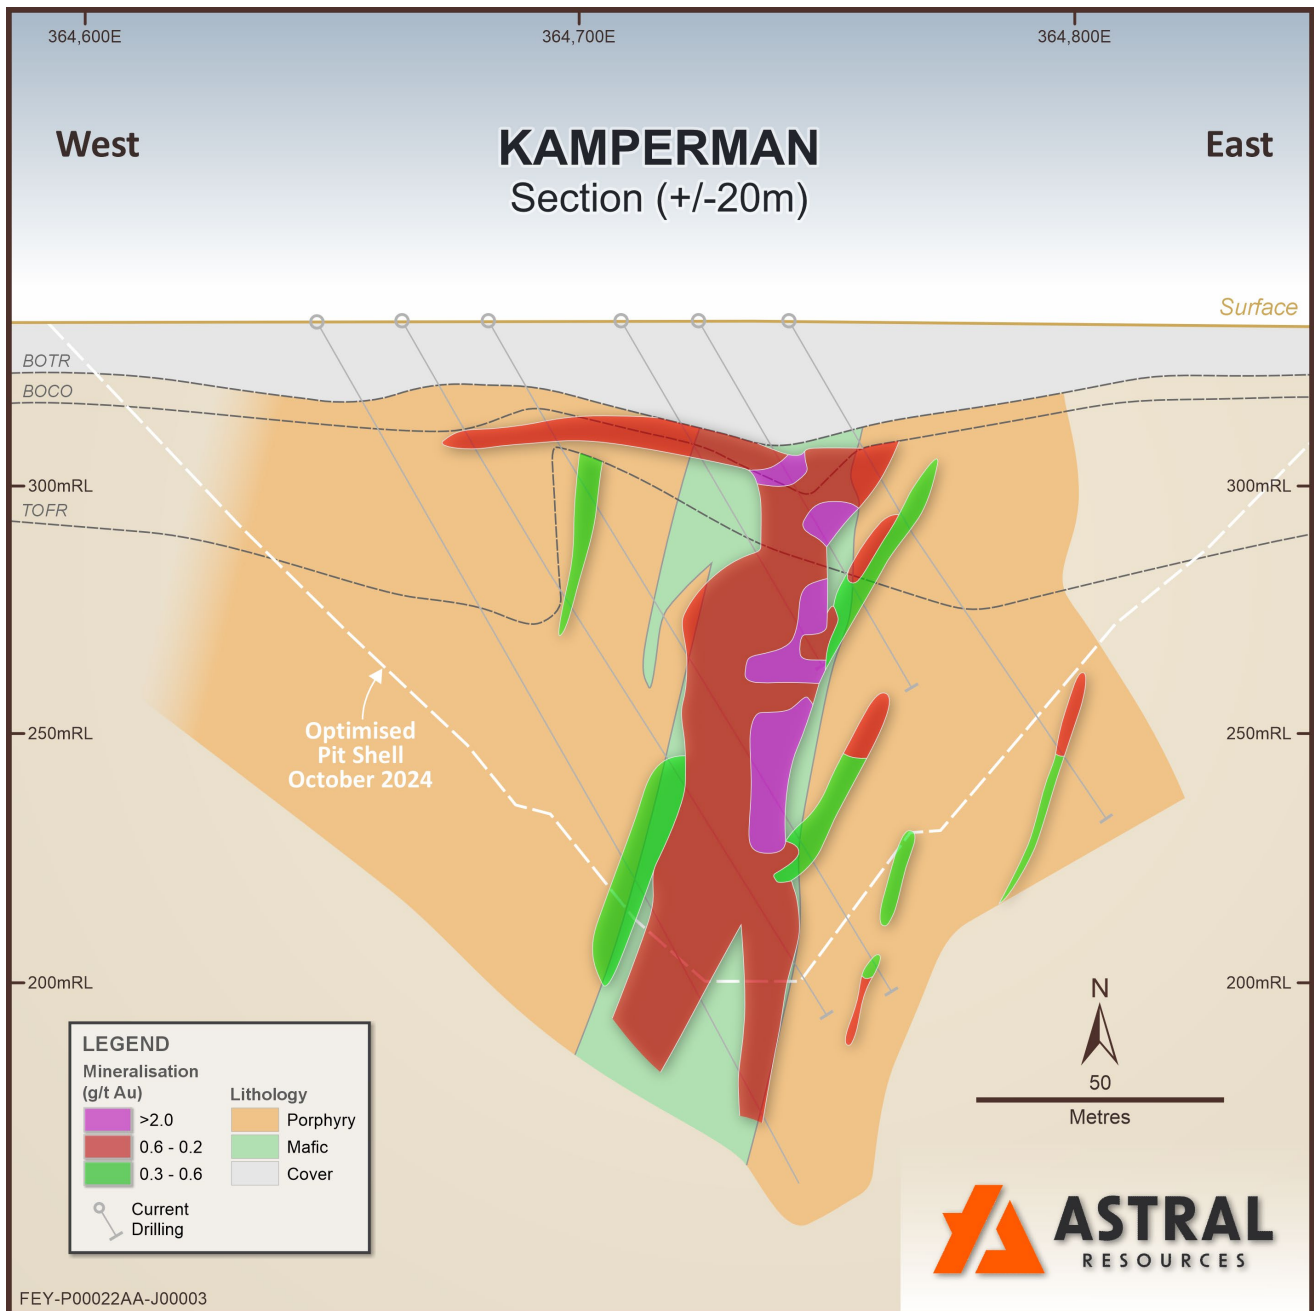 364,600E
364,700E
364,800E
West
KAMPERMAN
East
Section (+/-20m)
Surface
BOTR
BOCO
300mRL
300mRL
TOFR
250mRL
250mRL
Optimised
Pit Shell
October 2024
200mRL
200mRL
N
50
Metres
LEGEND
Mineralisation
(g/t Au)
>2.0
0.6 - 0.2
0.3 - 0.6
Current
Drilling
Lithology
Porphyry
Mafic
Cover
ASTRAL
RESOURCES
FEY-P00022AA-J00003